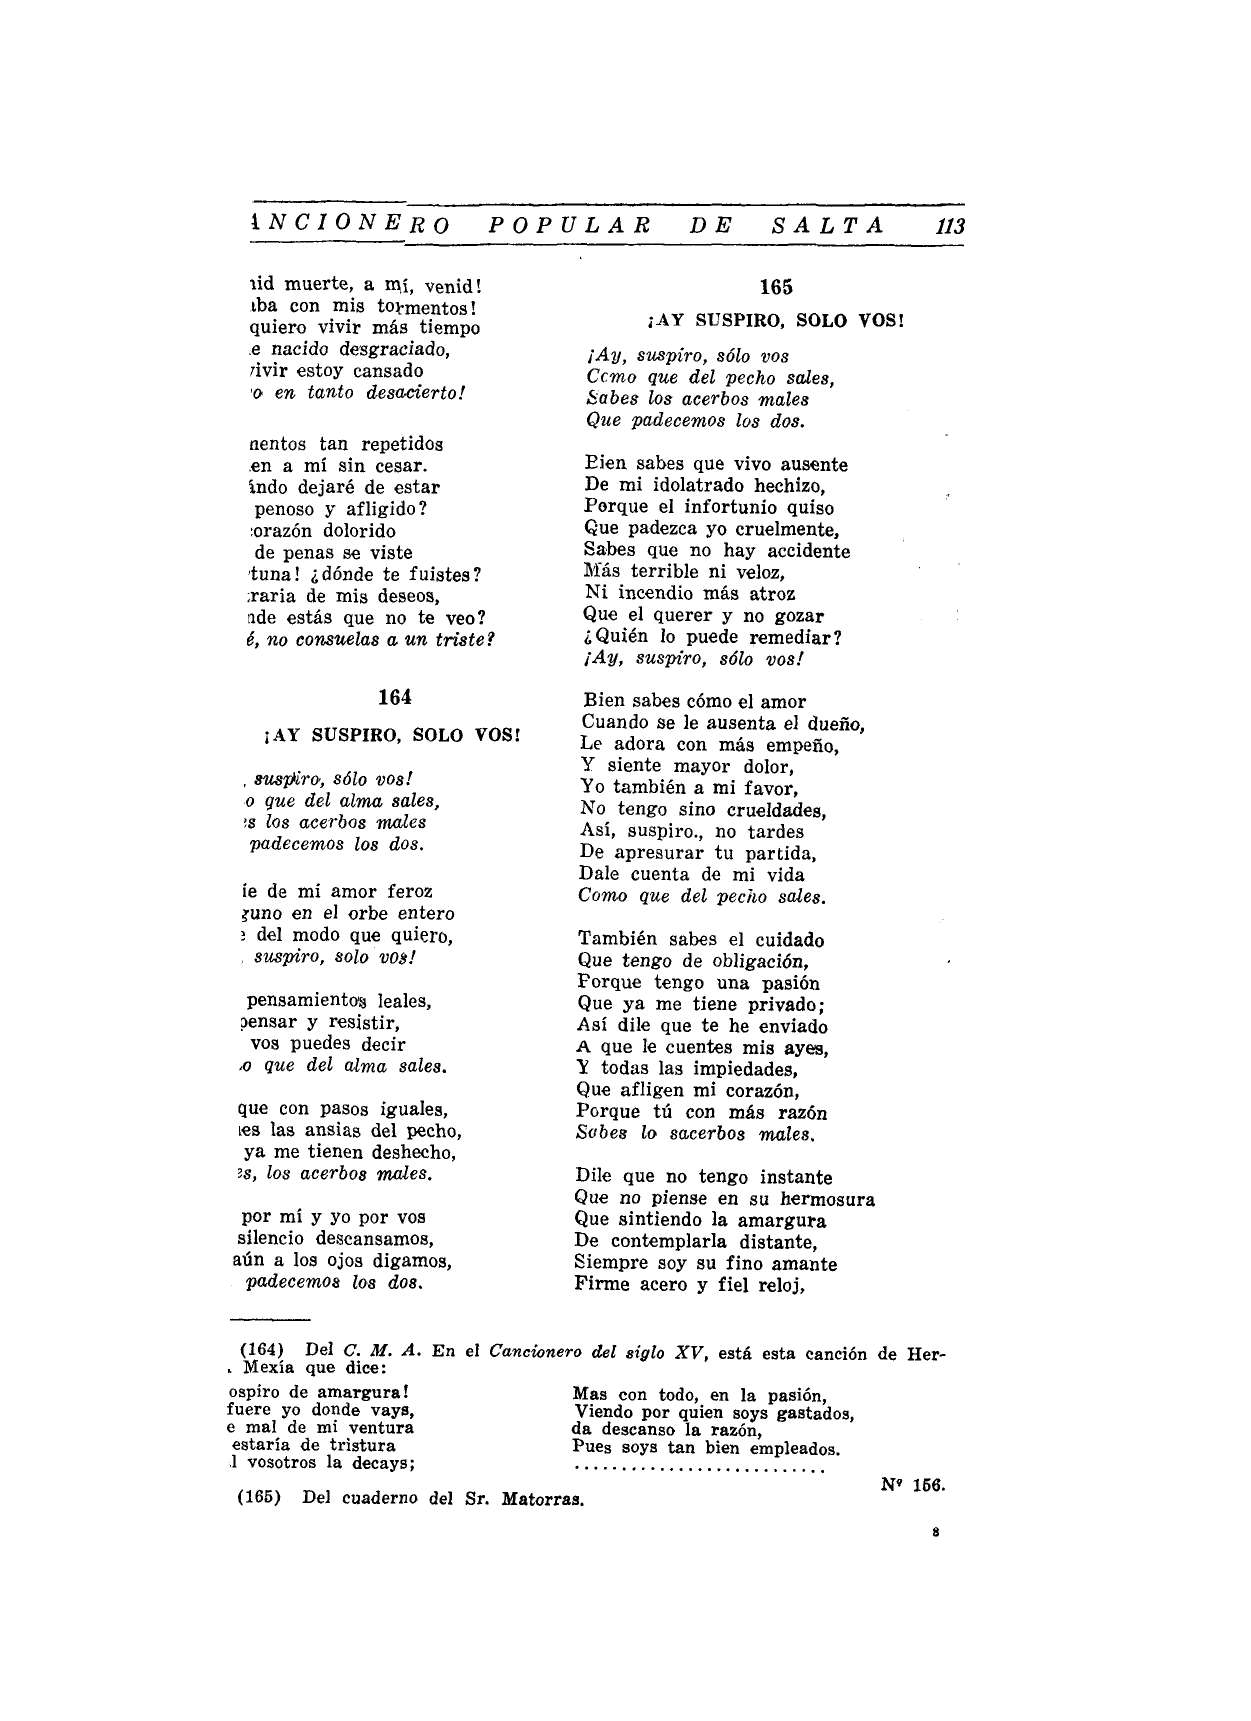 NCIONERO POPULAR DE SALTA 113
muerte, a mí, venid!
con mis tormentos!
quiero vivir más tiempo
nacido desgraciado,
estoy cansado
en tanto desacierto!
tan repetidos
a mí sin cesar.
dejaré de estar
penoso y afligido?
dolorido
de penas se viste
¿dónde te fuistes?
de mis deseos,
estás que no te veo?
no consuelas a un triste?
164
¡AY SUSPIRO, SOLO VOS!
suspiro, sólo vos!
o que del alma sales,
los acerbos males
padecemos los dos.
de mi amor feroz
en el orbe entero
del modo que quiero,
suspiro, solo vos!
pensamientos leales,
pensar y resistir,
vos puedes decir
o que del alma sales.
que con pasos iguales,
las ansias del pecho,
ya me tienen deshecho,
los acerbos males.
por mí y yo por vos
silencio descansamos,
aún a los ojos digamos,
padecemos los dos.
165
¡AY SUSPIRO, SOLO VOS!
¡Ay, suspiro, sólo vos
Como que del pecho sales,
Sabes los acerbos males
Que padecemos los dos.
Bien sabes que vivo ausente
De mi idolatrado hechizo,
Porque el infortunio quiso
Que padezca yo cruelmente,
Sabes que no hay accidente
Más terrible ni veloz,
Ni incendio más atroz
Que el querer y no gozar
¿Quién lo puede remediar?
¡Ay, suspiro, sólo vos!
Bien sabes cómo el amor
Cuando se le ausenta el dueño,
Le adora con más empeño,
Y siente mayor dolor,
Yo también a mi favor,
No tengo sino crueldades,
Así, suspiro., no tardes
De apresurar tu partida,
Dale cuenta de mi vida
Como que del pecho sales.
También sabes el cuidado
Que tengo de obligación,
Porque tengo una pasión
Que ya me tiene privado;
Así dile que te he enviado
A que le cuentes mis ayes,
Y todas las impiedades,
Que afligen mi corazón,
Porque tú con más razón
Sabes lo sacerbos males.
Dile que no tengo instante
Que no piense en su hermosura
Que sintiendo la amargura
De contemplarla distante,
Siempre soy su fino amante
Firme acero y fiel reloj,
(164) Del C. M. A. En el Cancionero del siglo XV, está esta canción de Her-
Mexía que dice:
ospiro de amargura!
fuere yo donde vays,
e mal de mi ventura
estaría de tristura
vosotros la decays;
Mas con todo, en la pasión,
Viendo por quien soys gastados,
da descanso la razón,
Pues soys tan bien empleados.
...........................
Nº 156.
(165) Del cuaderno del Sr. Matorras.
8